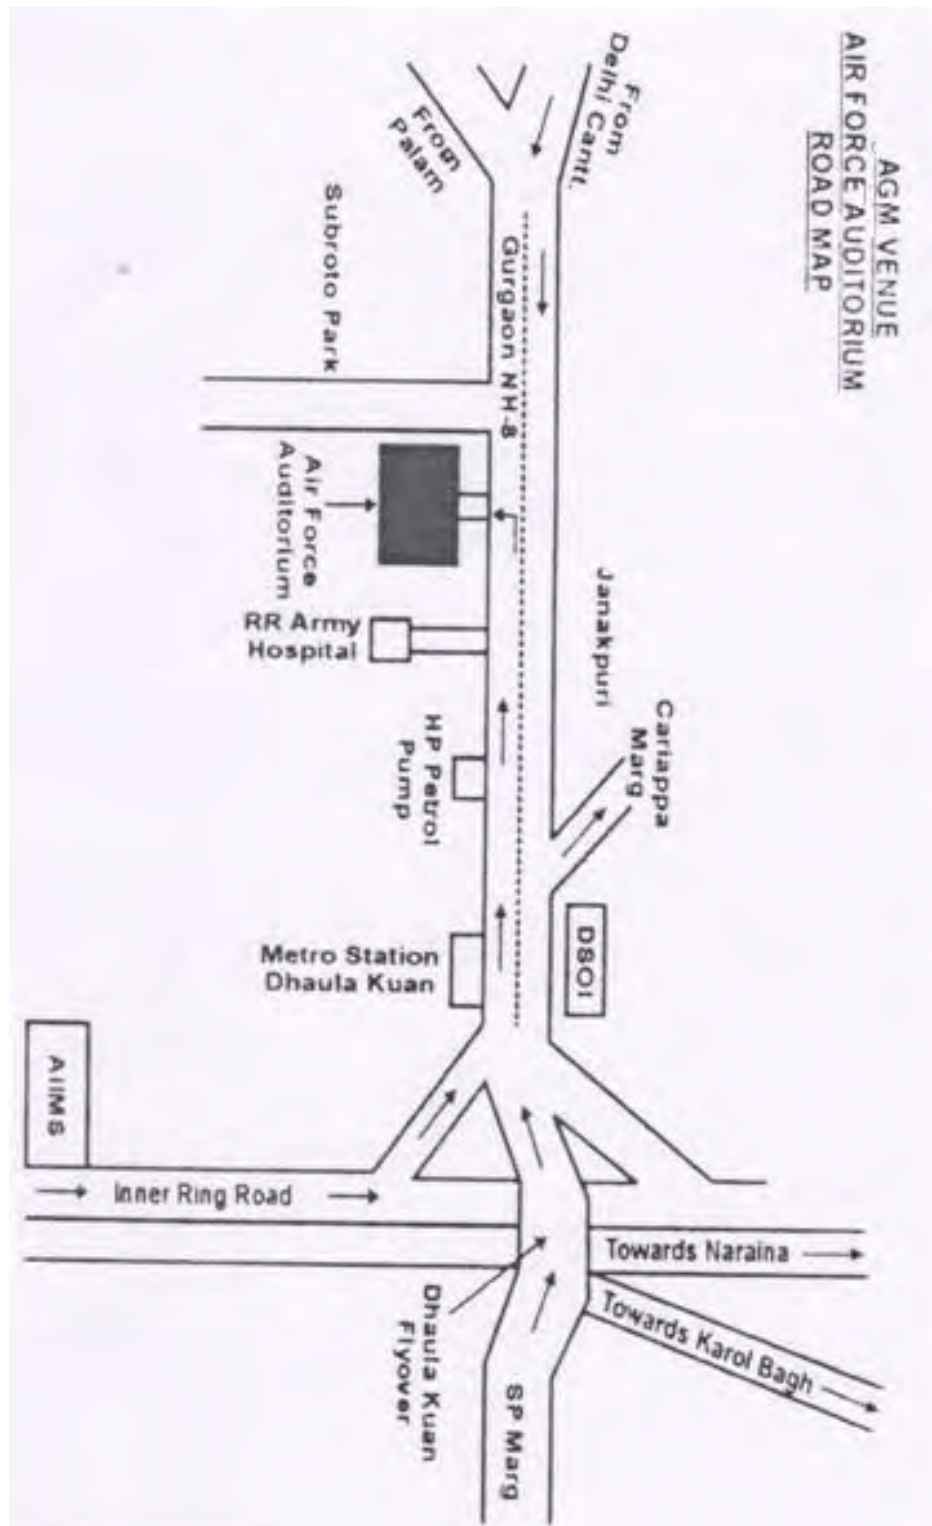 AGM VENUE
AIR FORCE AUDITORIUM
ROAD MAP
From
Delhi Cantt.
From
Palam
Subroto Park
Gurgaon NH-8
Air Force
Auditorium
RR Army
Hospital
Janakpuri
Cariappa
Marg
HP Petrol
Pump
DSOI
Metro Station
Dhaula Kuan
AIIMS
Inner Ring Road
Towards Naraina
Towards Karol Bagh
Dhaula Kuan
Flyover
SP Marg